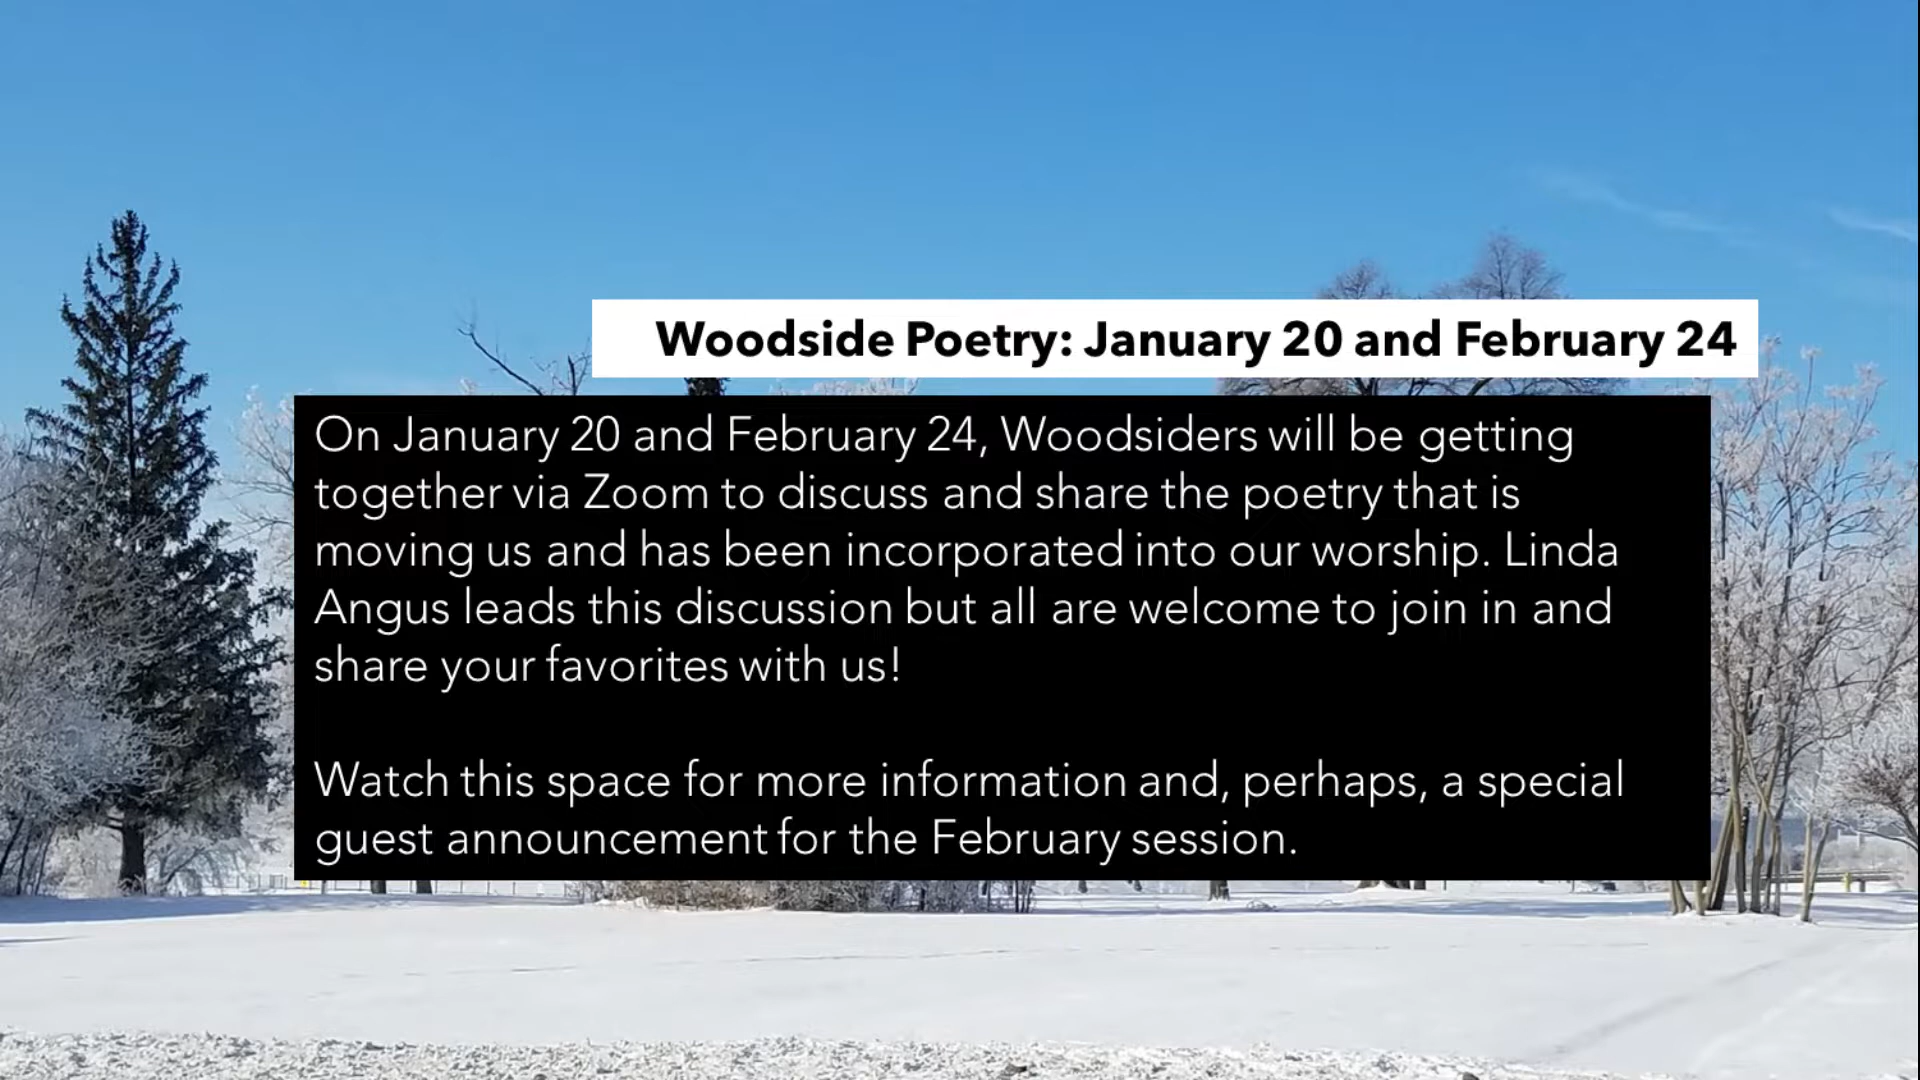 Woodside Poetry: January 20 and February 24
On January 20 and February 24, Woodsiders will be getting
together via Zoom to discuss and share the poetry that is
moving us and has been incorporated into our worship. Linda
Angus leads this discussion but all are welcome to join in and
share your favorites with us!
Watch this space for more information and, perhaps, a special
guest announcement for the February session.